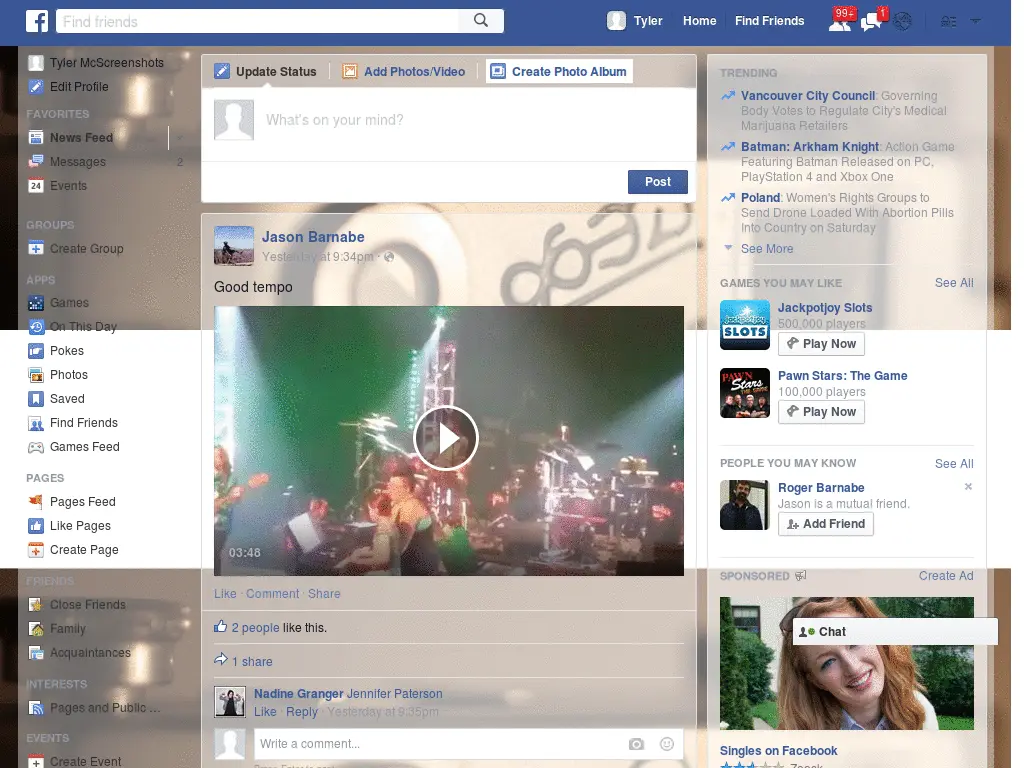 Find friends
Tyler
Home
Find Friends
99+
1
Tyler McScreenshots
Edit Profile
FAVORITES
News Feed
Messages
2
24
Events
GROUPS
Create Group
APPS
Games
On This Day
Pokes
Photos
Saved
Find Friends
Games Feed
PAGES
Pages Feed
Like Pages
Create Page
FRIENDS
Close Friends
Family
Acquaintances
INTERESTS
Pages and Public ...
EVENTS
Create Event
Update Status
Add Photos/Video
Create Photo Album
What's on your mind?
Post
Jason Barnabe
Yesterday at 9:34pm ·
Good tempo
03:48
Like · Comment · Share
2 people like this.
1 share
Nadine Granger Jennifer Paterson
Like · Reply · Yesterday at 9:35pm
Write a comment...
TRENDING
Vancouver City Council: Governing
Body Votes to Regulate City's Medical
Marijuana Retailers
Batman: Arkham Knight: Action Game
Featuring Batman Released on PC,
PlayStation 4 and Xbox One
Poland: Women's Rights Groups to
Send Drone Loaded With Abortion Pills
Into Country on Saturday
See More
GAMES YOU MAY LIKE
See All
Jackpotjoy
SLOTS
Jackpotjoy Slots
500,000 players
Play Now
PAWN
Stars
THE GAME
Pawn Stars: The Game
100,000 players
Play Now
PEOPLE YOU MAY KNOW
See All
Roger Barnabe
Jason is a mutual friend.
Add Friend
SPONSORED
Create Ad
Chat
Singles on Facebook
Zoosk